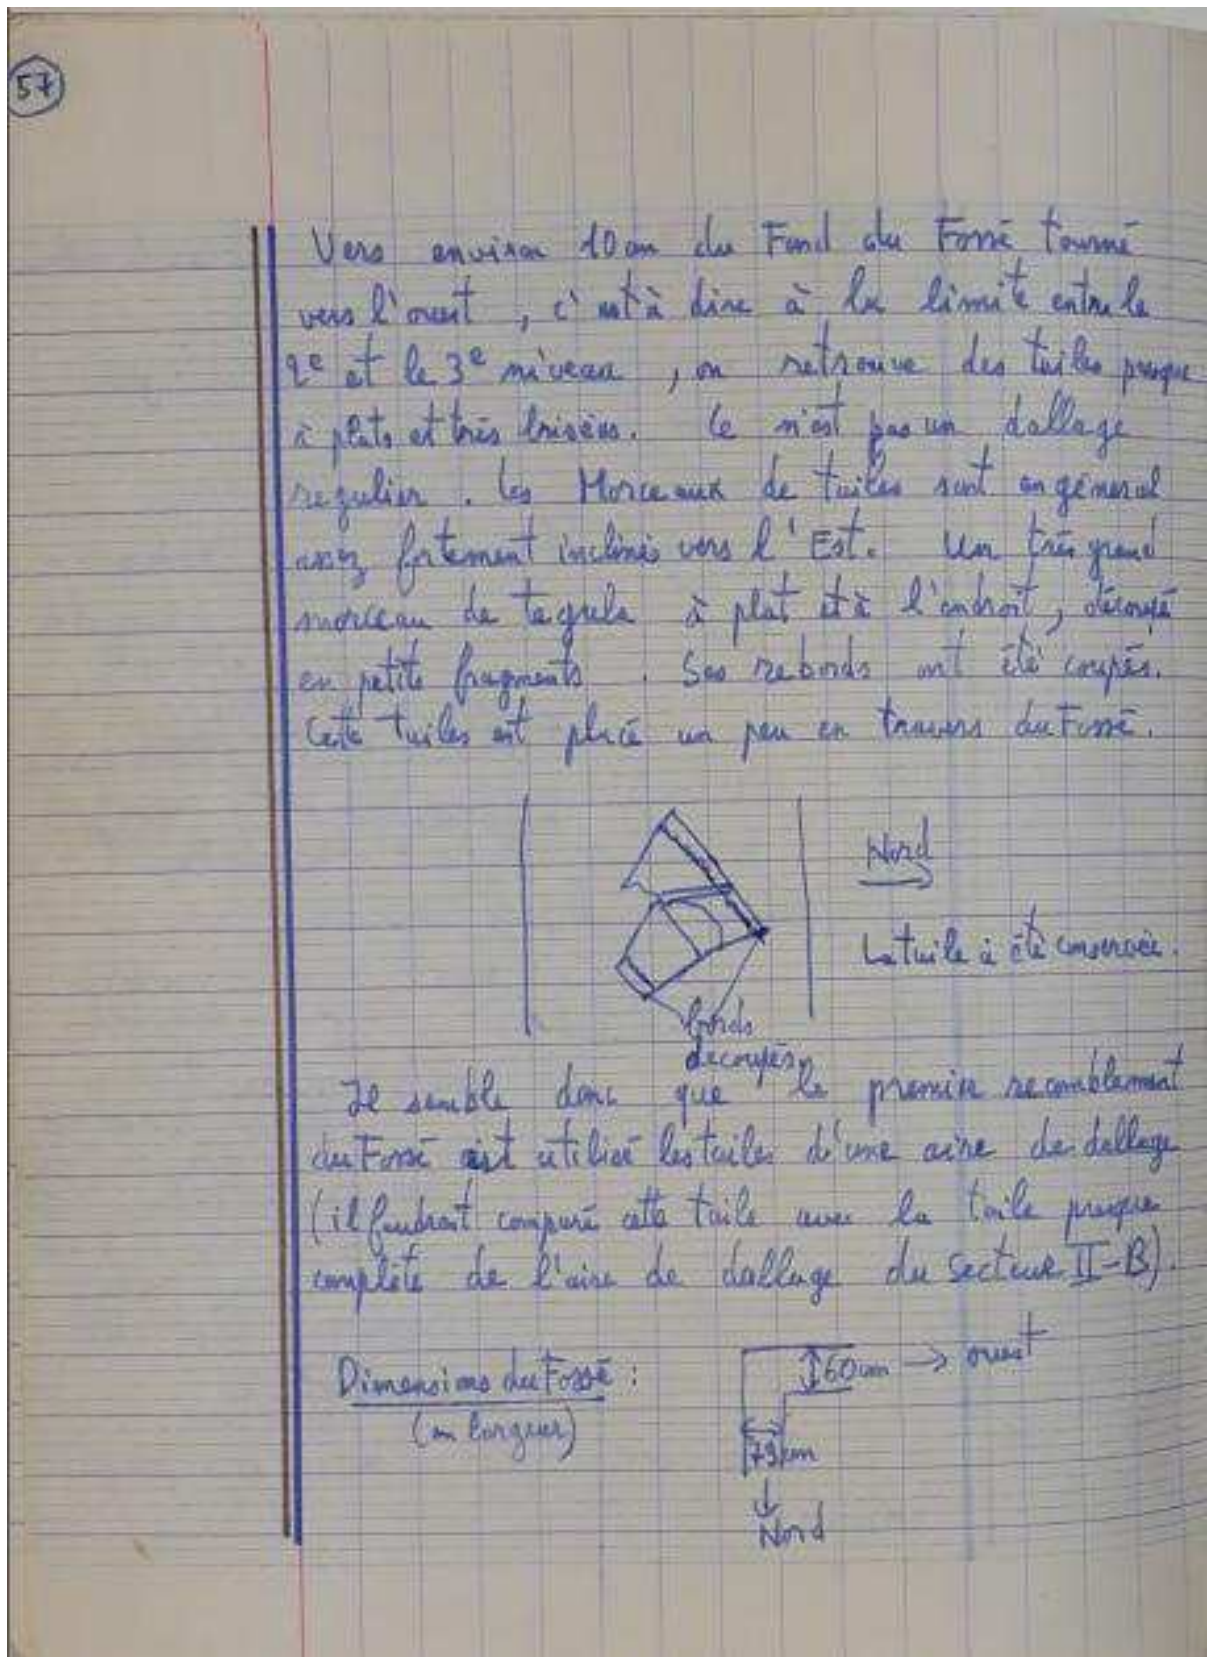 57
Vers environ 10 cm du Fond du Fossé tourné
vers l'ouest, c'est à dire à la limite entre le
2e et le 3e niveau, on retrouve des tuiles presque
à plats et très brisées. Ce n'est pas un dallage
regulier. Les Morceaux de tuiles sont en géneral
assez fortement inclinés vers l'Est. Un très grand
morceau de tegula à plat et à l'endroit, découpé
en petits fragments. Ses rebords ont été coupés.
Cette tuiles est placé un peu en travers du Fossé.
Nord
La tuile à été conservée.
bords
decoupés
Il semble donc que le premier recomblement
du Fossé ait utilisé les tuiles d'une aire de dallage
(il faudrait comparé cette tuile avec la tuile presque
complète de l'aire de dallage du Secteur II-B).
Dimensions du Fossé :
(en largeur)
60 cm → ouest
79 cm
Nord